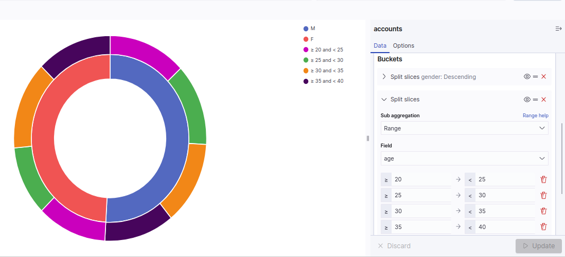 M
F
≥ 20 and < 25
≥ 25 and < 30
≥ 30 and < 35
≥ 35 and < 40
accounts
Data Options
Buckets
Split slices gender: Descending
Split slices
Sub aggregation Range help
Range
Field
age
≥ 20 → < 25
≥ 25 → < 30
≥ 30 → < 35
≥ 35 → < 40
Discard Update